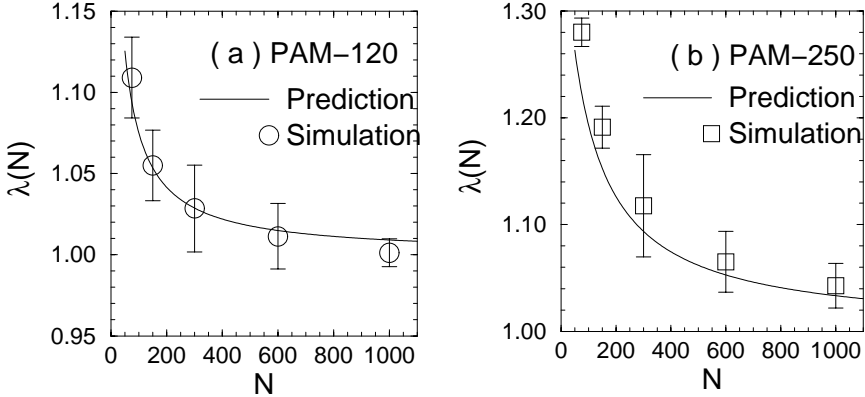 ( a ) PAM−120
Prediction
Simulation
λ(N)
1.15
1.10
1.05
1.00
0.95
0 200 400 600 800 1000
N
( b ) PAM−250
Prediction
Simulation
λ(N)
1.30
1.20
1.10
1.00
0 200 400 600 800 1000
N